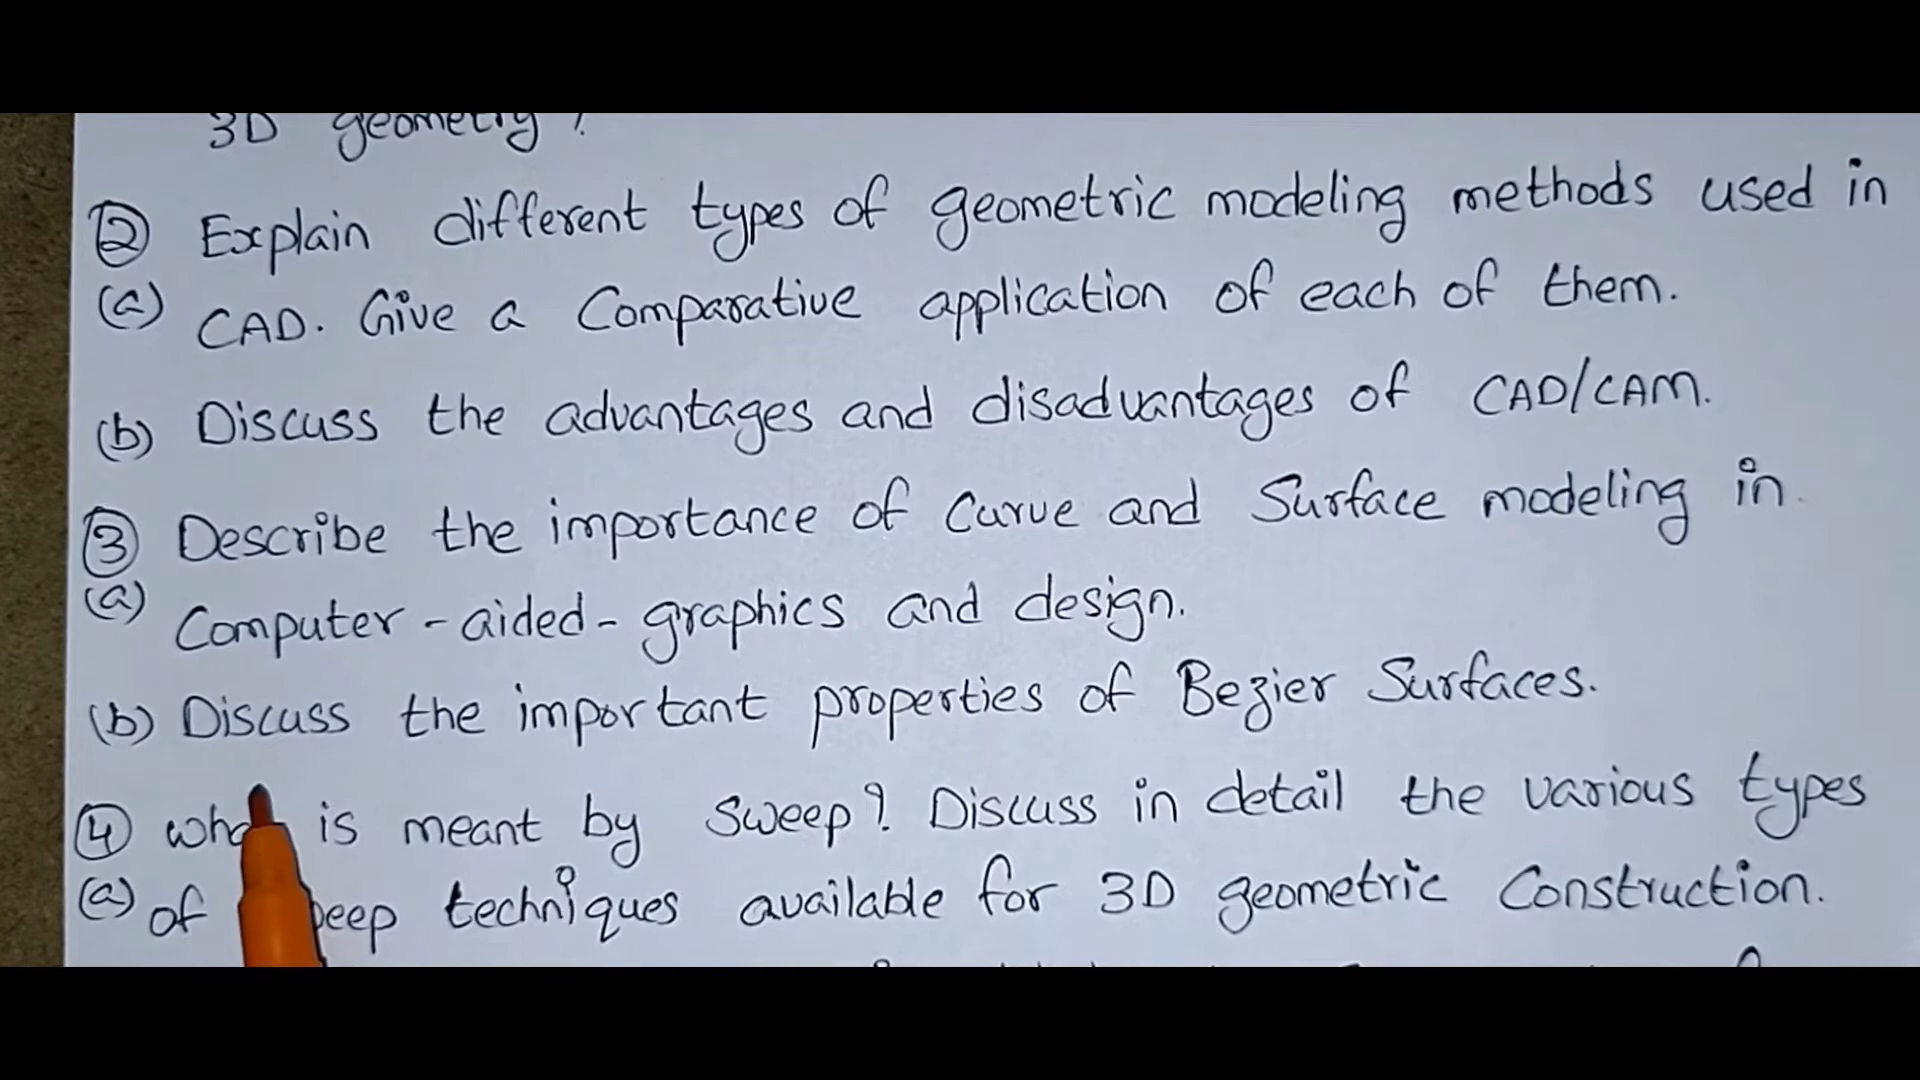 3D geometry?
② Explain different types of geometric modeling methods used in
(a) CAD. Give a Comparative application of each of them.
(b) Discuss the advantages and disadvantages of CAD/CAM.
③ Describe the importance of Curve and Surface modeling in
(a) Computer-aided-graphics and design.
(b) Discuss the important properties of Bezier Surfaces.
④ is meant by Sweep? Discuss in detail the various types
(a) of techniques available for 3D geometric Construction.